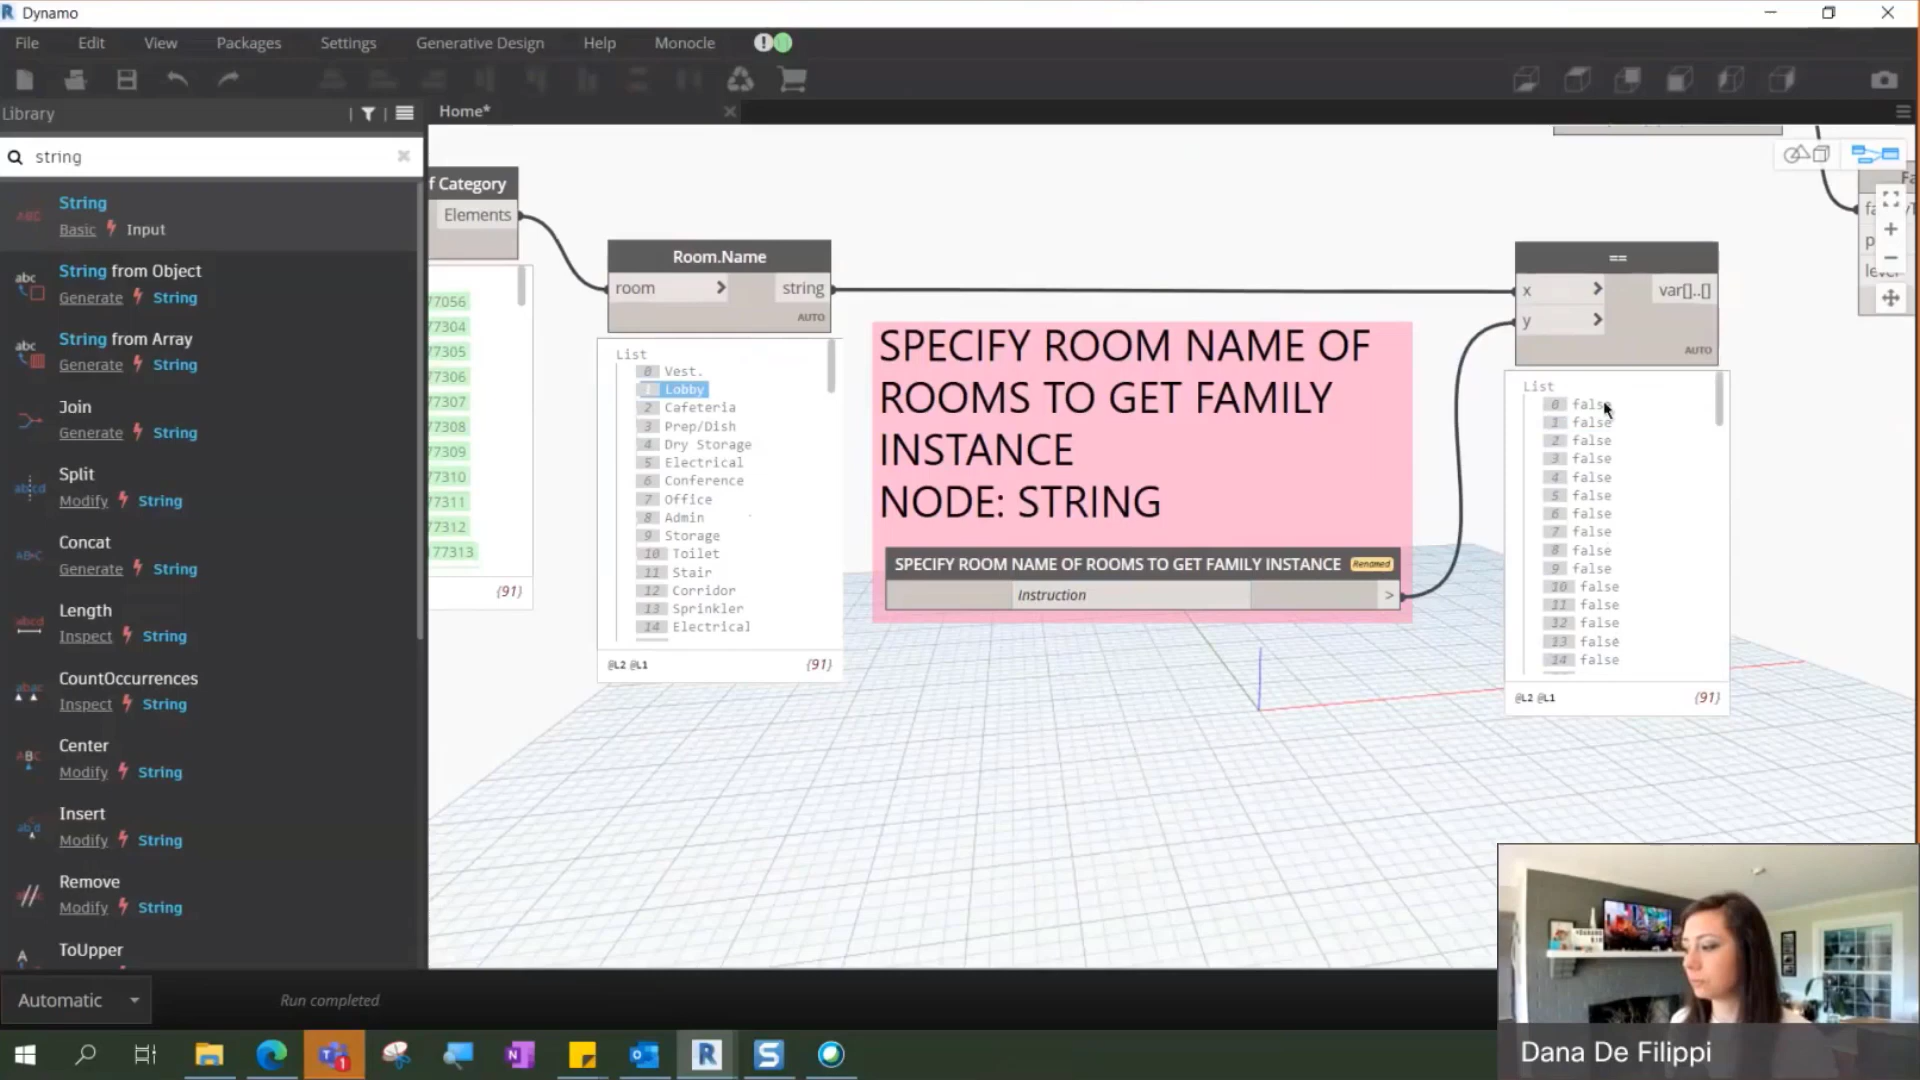 Dynamo
File Edit View Packages Settings Generative Design Help Monocle
Library
Home*
string
String
Basic Input
String from Object
Generate String
String from Array
Generate String
Join
Generate String
Split
Modify String
Concat
Generate String
Length
Inspect String
CountOccurrences
Inspect String
Center
Modify String
Insert
Modify String
Remove
Modify String
ToUpper
Automatic
Run completed
f Category
Elements
77056
77304
77305
77306
77307
77308
77309
77310
77311
77312
77313
{91}
Room.Name
room > string
AUTO
List
0 Vest.
1 Lobby
2 Cafeteria
3 Prep/Dish
4 Dry Storage
5 Electrical
6 Conference
7 Office
8 Admin
9 Storage
10 Toilet
11 Stair
12 Corridor
13 Sprinkler
14 Electrical
@L2 @L1 {91}
SPECIFY ROOM NAME OF
ROOMS TO GET FAMILY
INSTANCE
NODE: STRING
SPECIFY ROOM NAME OF ROOMS TO GET FAMILY INSTANCE Renamed
Instruction >
==
x > var[]..[]
y >
AUTO
List
0 false
1 false
2 false
3 false
4 false
5 false
6 false
7 false
8 false
9 false
10 false
11 false
12 false
13 false
14 false
@L2 @L1 {91}
Fa
Dana De Filippi